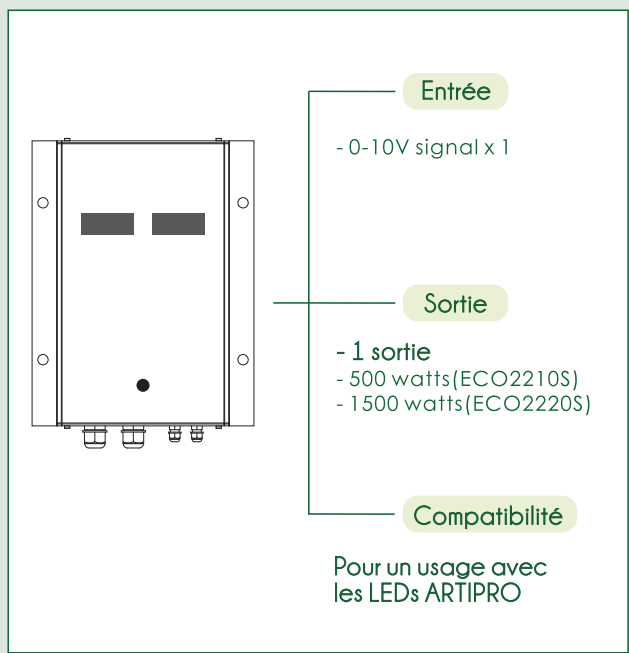 Entrée
- 0-10V signal x 1
Sortie
- 1 sortie
- 500 watts(ECO2210S)
- 1500 watts(ECO2220S)
Compatibilité
Pour un usage avec
les LEDs ARTIPRO